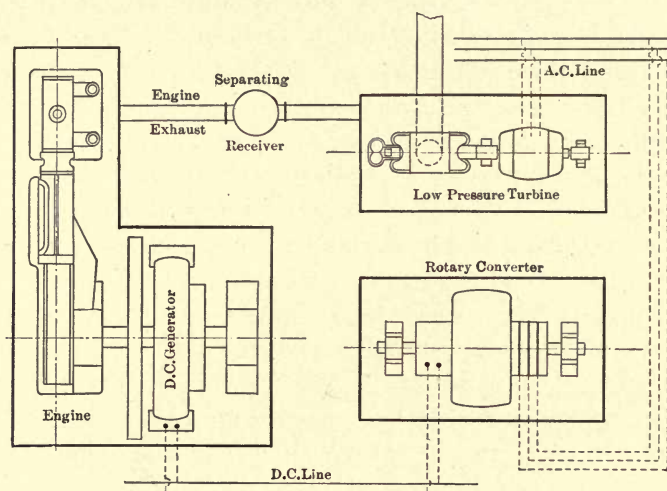 Separating
Engine
Exhaust
Receiver
A.C. Line
Low Pressure Turbine
Rotary Converter
D.C. Generator
Engine
D.C. Line